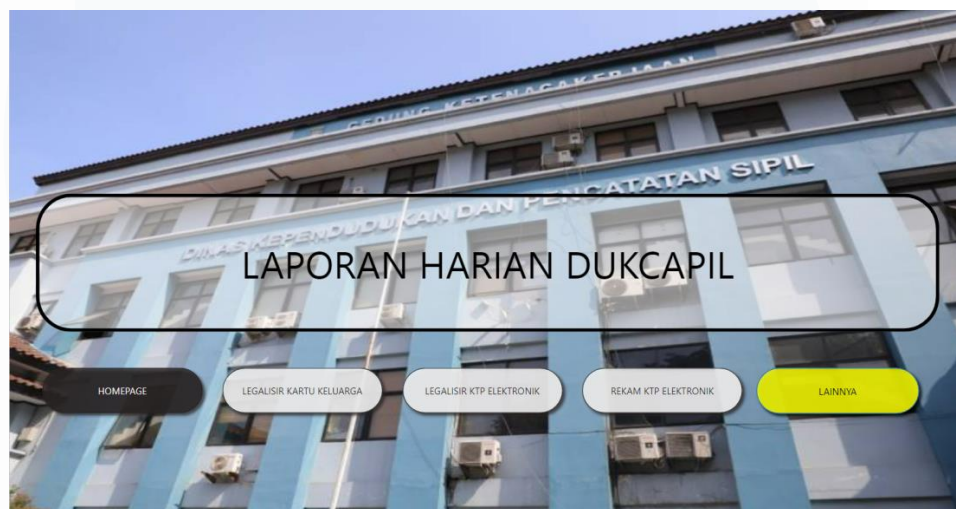 GEDUNG KETENAGAKERJAAN
DINAS KEPENDUDUKAN DAN PENCATATAN SIPIL
LAPORAN HARIAN DUKCAPIL
HOMEPAGE
LEGALISIR KARTU KELUARGA
LEGALISIR KTP ELEKTRONIK
REKAM KTP ELEKTRONIK
LAINNYA